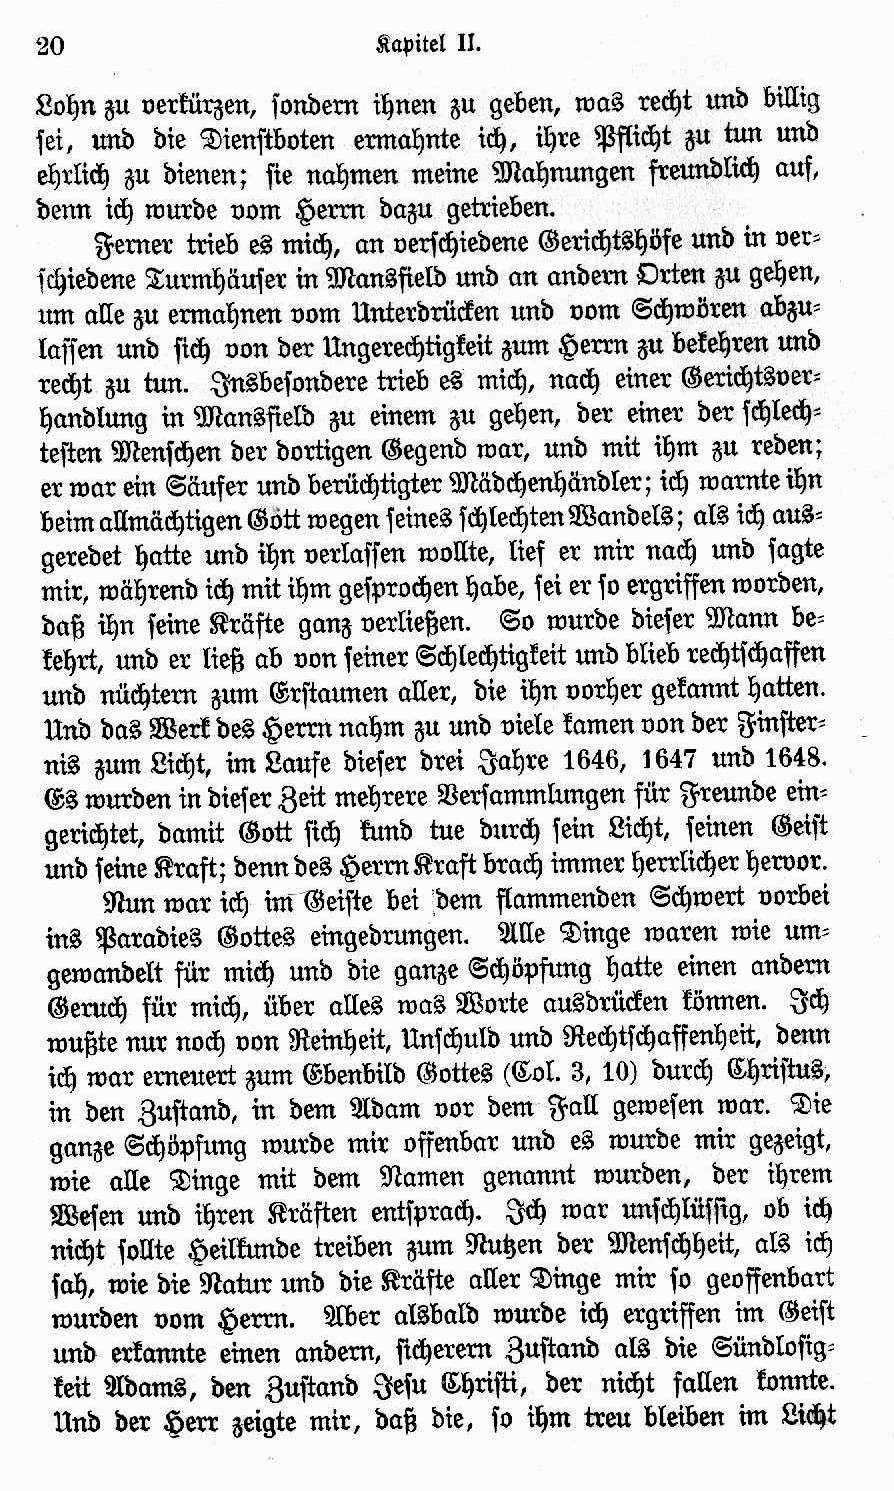 20
Kapitel II.
Lohn zu verkürzen, sondern ihnen zu geben, was recht und billig
sei, und die Dienstboten ermahnte ich, ihre Pflicht zu tun und
ehrlich zu dienen; sie nahmen meine Mahnungen freundlich auf,
denn ich wurde vom Herrn dazu getrieben.
Ferner trieb es mich, an verschiedene Gerichtshöfe und in ver-
schiedene Turmhäuser in Mansfield und an andern Orten zu gehen,
um alle zu ermahnen vom Unterdrücken und vom Schwören abzu-
lassen und sich von der Ungerechtigkeit zum Herrn zu bekehren und
recht zu tun. Insbesondere trieb es mich, nach einer Gerichtsver-
handlung in Mansfield zu einem zu gehen, der einer der schlech-
testen Menschen der dortigen Gegend war, und mit ihm zu reden;
er war ein Säufer und berüchtigter Mädchenhändler; ich warnte ihn
beim allmächtigen Gott wegen seines schlechten Wandels; als ich aus-
geredet hatte und ihn verlassen wollte, lief er mir nach und sagte
mir, während ich mit ihm gesprochen habe, sei er so ergriffen worden,
daß ihn seine Kräfte ganz verließen. So wurde dieser Mann be-
kehrt, und er ließ ab von seiner Schlechtigkeit und blieb rechtschaffen
und nüchtern zum Erstaunen aller, die ihn vorher gekannt hatten.
Und das Werk des Herrn nahm zu und viele kamen von der Finster-
nis zum Licht, im Laufe dieser drei Jahre 1646, 1647 und 1648.
Es wurden in dieser Zeit mehrere Versammlungen für Freunde ein-
gerichtet, damit Gott sich kund tue durch sein Licht, seinen Geist
und seine Kraft; denn des Herrn Kraft brach immer herrlicher hervor.
Nun war ich im Geiste bei dem flammenden Schwert vorbei
ins Paradies Gottes eingedrungen. Alle Dinge waren wie um-
gewandelt für mich und die ganze Schöpfung hatte einen andern
Geruch für mich, über alles was Worte ausdrücken können. Ich
wußte nur noch von Reinheit, Unschuld und Rechtschaffenheit, denn
ich war erneuert zum Ebenbild Gottes (Col. 3, 10) durch Christus,
in den Zustand, in dem Adam vor dem Fall gewesen war. Die
ganze Schöpfung wurde mir offenbar und es wurde mir gezeigt,
wie alle Dinge mit dem Namen genannt wurden, der ihrem
Wesen und ihren Kräften entsprach. Ich war unschlüssig, ob ich
nicht sollte Heilkunde treiben zum Nutzen der Menschheit, als ich
sah, wie die Natur und die Kräfte aller Dinge mir so geoffenbart
wurden vom Herrn. Aber alsbald wurde ich ergriffen im Geist
und erkannte einen andern, sicherern Zustand als die Sündlosig-
keit Adams, den Zustand Jesu Christi, der nicht fallen konnte.
Und der Herr zeigte mir, daß die, so ihm treu bleiben im Licht